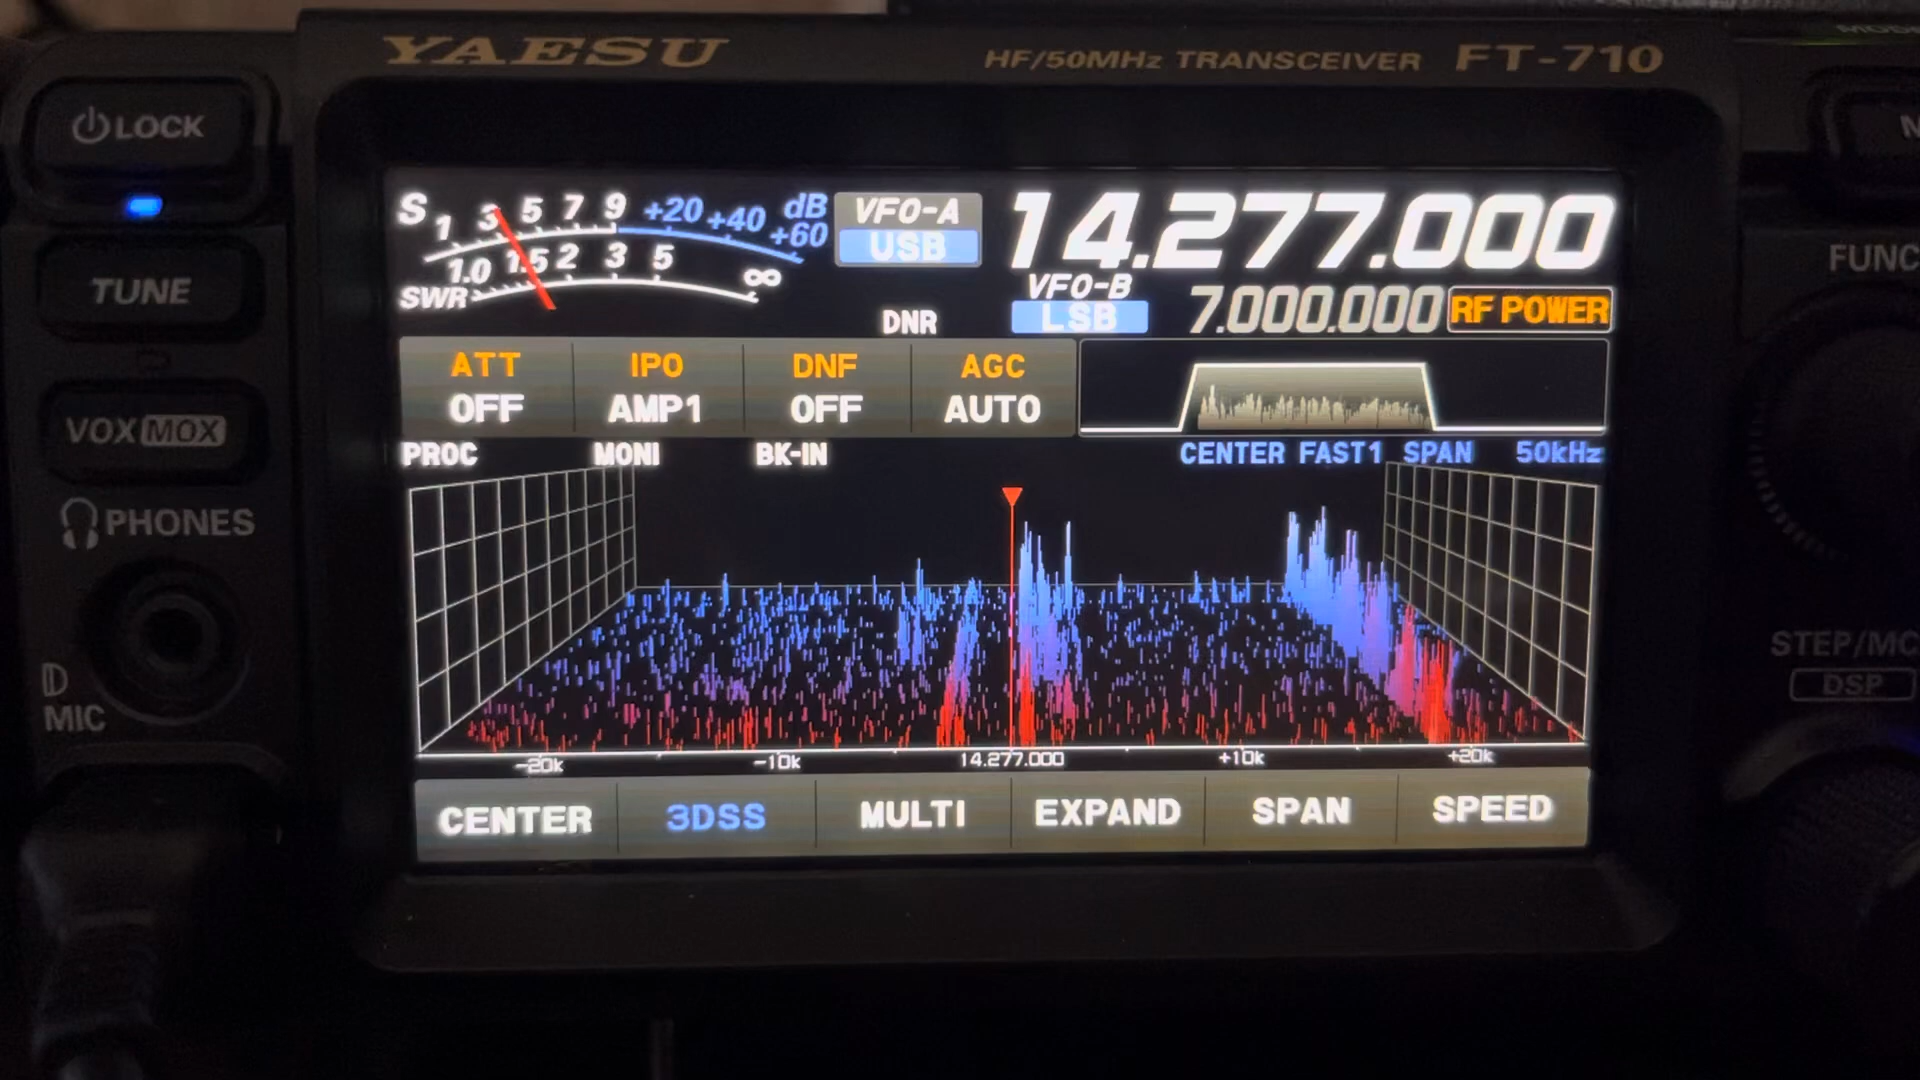 YAESU
HF/50MHz TRANSCEIVER FT-710
LOCK
TUNE
VOX MOX
PHONES
MIC
S 1 3 5 7 9 +20 +40 +60 dB
1.0 1.5 2 3 5 ∞
SWR
VFO-A
USB
14.277.000
VFO-B
LSB
7.000.000
RF POWER
DNR
ATT IPO DNF AGC
OFF AMP1 OFF AUTO
PROC MONI BK-IN
CENTER FAST1 SPAN 50kHz
-20k -10k 14.277.000 +10k +20k
CENTER 3DSS MULTI EXPAND SPAN SPEED
FUNC
STEP/MC
DSP